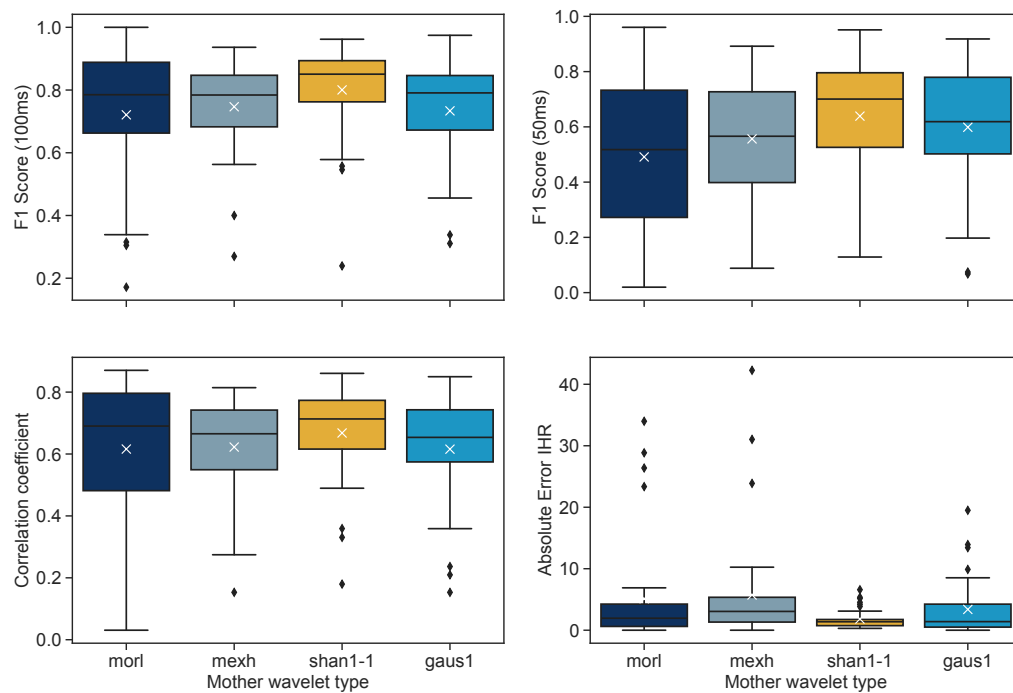 F1 Score (100ms)
1.0
0.8
0.6
0.4
0.2
F1 Score (50ms)
1.0
0.8
0.6
0.4
0.2
0.0
Correlation coefficient
0.8
0.6
0.4
0.2
0.0
morl mexh shan1-1 gaus1
Mother wavelet type
Absolute Error IHR
40
30
20
10
0
morl mexh shan1-1 gaus1
Mother wavelet type